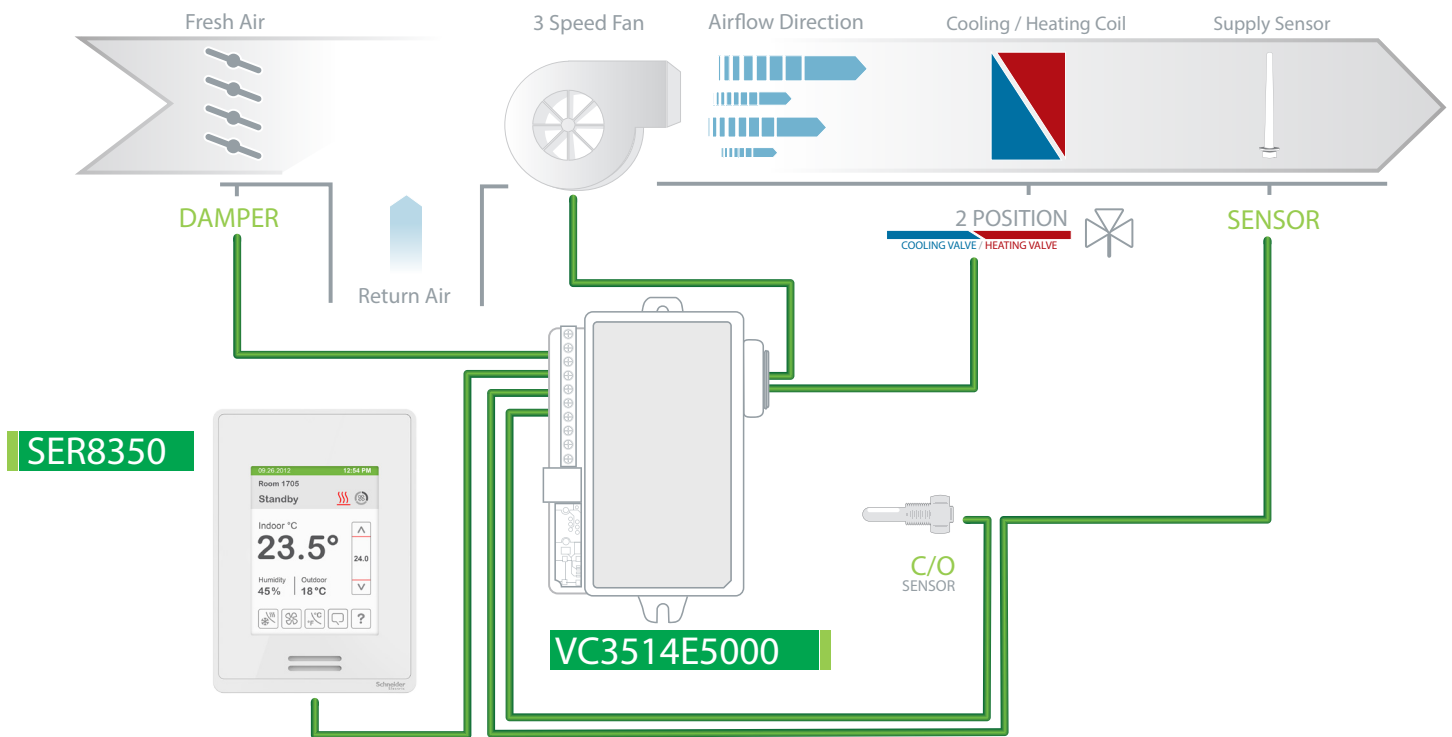 Fresh Air
3 Speed Fan
Airflow Direction
Cooling / Heating Coil
Supply Sensor
DAMPER
Return Air
2 POSITION
COOLING VALVE / HEATING VALVE
SENSOR
SER8350
09.26.2012 12:54 PM
Room 1705
Standby
Indoor °C
23.5°
24.0
Humidity
45%
Outdoor
18°C
°C
°F
?
Schneider
Electric
C/O
SENSOR
VC3514E5000